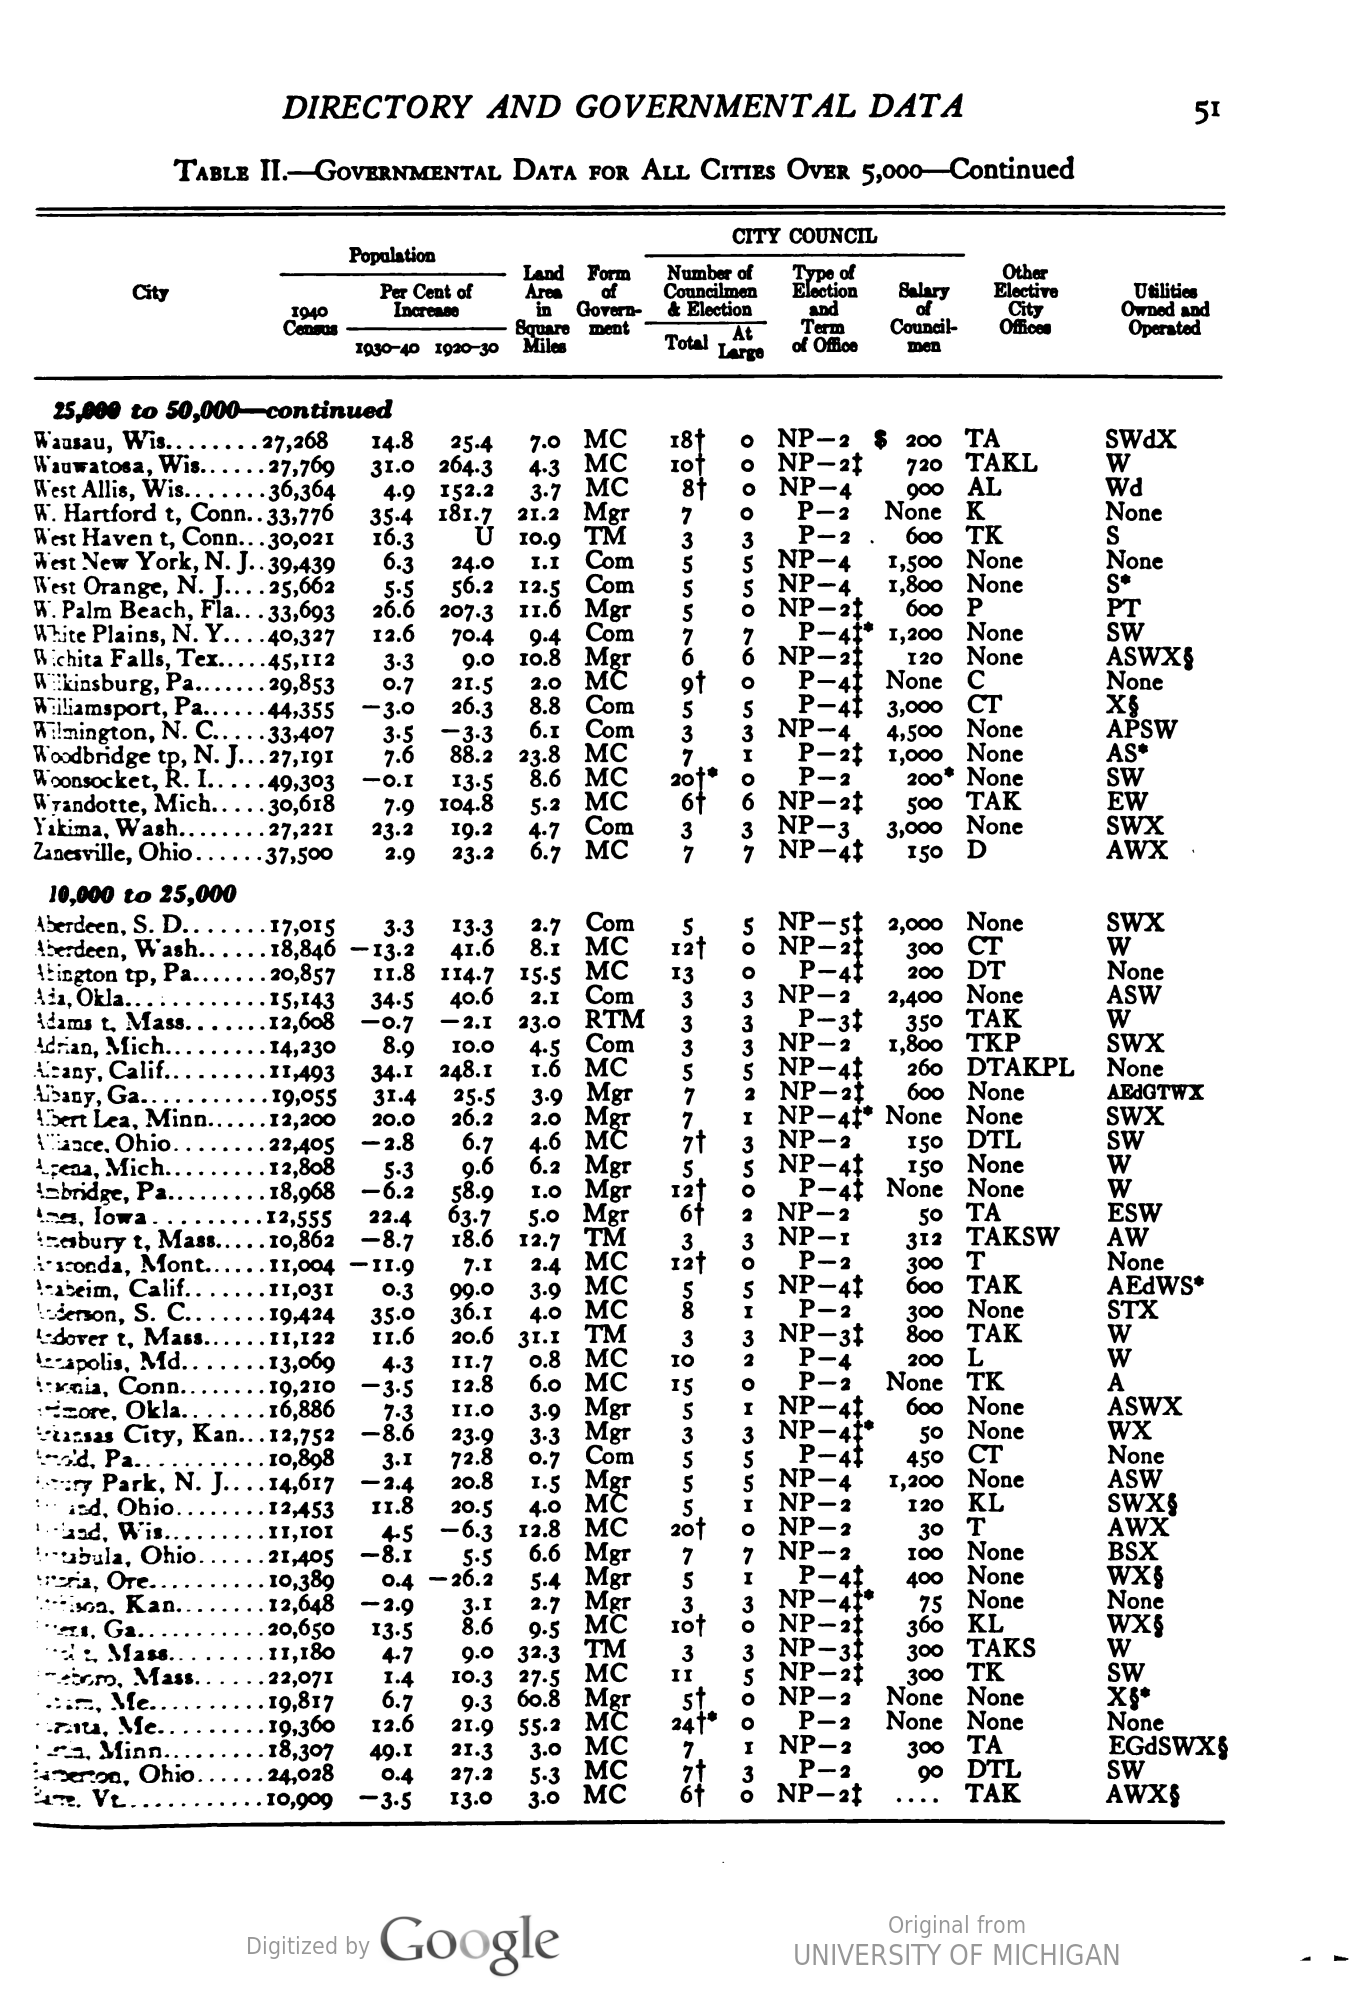 DIRECTORY AND GOVERNMENTAL DATA 51
TABLE II.—GOVERNMENTAL DATA FOR ALL CITIES OVER 5,000—Continued
CITY COUNCIL
Population
City 1940 Census Per Cent of Increase 1930-40 1920-30 Land Area in Square Miles Form of Government Number of Councilmen & Election Total At Large Type of Election and Term of Office Salary of Councilmen Other Elective City Offices Utilities Owned and Operated
25,000 to 50,000—continued
Wausau, Wis........27,268 14.8 25.4 7.0 MC 18† 0 NP—2 $ 200 TA SWdX
Wauwatosa, Wis......27,769 31.0 264.3 4.3 MC 10† 0 NP—2‡ 720 TAKL W
West Allis, Wis.......36,364 4.9 152.2 3.7 MC 8† 0 NP—4 900 AL Wd
W. Hartford t, Conn..33,776 35.4 181.7 21.2 Mgr 7 0 P—2 None K None
West Haven t, Conn...30,021 16.3 U 10.9 TM 3 3 P—2 600 TK S
West New York, N. J..39,439 6.3 24.0 1.1 Com 5 5 NP—4 1,500 None None
West Orange, N. J....25,662 5.5 56.2 12.5 Com 5 5 NP—4 1,800 None S*
W. Palm Beach, Fla...33,693 26.6 207.3 11.6 Mgr 5 0 NP—2‡ 600 P PT
White Plains, N. Y....40,327 12.6 70.4 9.4 Com 7 7 P—4‡* 1,200 None SW
Wichita Falls, Tex.....45,112 3.3 9.0 10.8 Mgr 6 6 NP—2‡ 120 None ASWX§
Wilkinsburg, Pa.......29,853 0.7 21.5 2.0 MC 9† 0 P—4‡ None C None
Williamsport, Pa......44,355 —3.0 26.3 8.8 Com 5 5 P—4‡ 3,000 CT X§
Wilmington, N. C.....33,407 3.5 —3.3 6.1 Com 3 3 NP—4 4,500 None APSW
Woodbridge tp, N. J...27,191 7.6 88.2 23.8 MC 7 1 P—2‡ 1,000 None AS*
Woonsocket, R. I.....49,303 —0.1 13.5 8.6 MC 20†* 0 P—2 200* None SW
Wyandotte, Mich.....30,618 7.9 104.8 5.2 MC 6† 6 NP—2‡ 500 TAK EW
Yakima, Wash........27,221 23.2 19.2 4.7 Com 3 3 NP—3 3,000 None SWX
Zanesville, Ohio......37,500 2.9 23.2 6.7 MC 7 7 NP—4‡ 150 D AWX
10,000 to 25,000
Aberdeen, S. D.......17,015 3.3 13.3 2.7 Com 5 5 NP—5‡ 2,000 None SWX
Aberdeen, Wash......18,846 —13.2 41.6 8.1 MC 12† 0 NP—2‡ 300 CT W
Abington tp, Pa.......20,857 11.8 114.7 15.5 MC 13 0 P—4‡ 200 DT None
Ada, Okla............15,143 34.5 40.6 2.1 Com 3 3 NP—2 2,400 None ASW
Adams t, Mass.......12,608 —0.7 —2.1 23.0 RTM 3 3 P—3‡ 350 TAK W
Adrian, Mich.........14,230 8.9 10.0 4.5 Com 3 3 NP—2 1,800 TKP SWX
Albany, Calif.........11,493 34.1 248.1 1.6 MC 5 5 NP—4‡ 260 DTAKPL None
Albany, Ga...........19,055 31.4 25.5 3.9 Mgr 7 2 NP—2‡ 600 None AEdGTWX
Albert Lea, Minn......12,200 20.0 26.2 2.0 Mgr 7 1 NP—4‡* None None SWX
Alliance, Ohio........22,405 —2.8 6.7 4.6 MC 7† 3 NP—2 150 DTL SW
Alpena, Mich.........12,808 5.3 9.6 6.2 Mgr 5 5 NP—4‡ 150 None W
Ambridge, Pa.........18,968 —6.2 58.9 1.0 Mgr 12† 0 P—4‡ None None W
Ames, Iowa..........12,555 22.4 63.7 5.0 Mgr 6† 2 NP—2 50 TA ESW
Amesbury t, Mass.....10,862 —8.7 18.6 12.7 TM 3 3 NP—1 312 TAKSW AW
Anaconda, Mont......11,004 —11.9 7.1 2.4 MC 12† 0 P—2 300 T None
Anaheim, Calif.......11,031 0.3 99.0 3.9 MC 5 5 NP—4‡ 600 TAK AEdWS*
Anderson, S. C.......19,424 35.0 36.1 4.0 MC 8 1 P—2 300 None STX
Andover t, Mass......11,122 11.6 20.6 31.1 TM 3 3 NP—3‡ 800 TAK W
Annapolis, Md.......13,069 4.3 11.7 0.8 MC 10 2 P—4 200 L W
Ansonia, Conn........19,210 —3.5 12.8 6.0 MC 15 0 P—2 None TK A
Ardmore, Okla.......16,886 7.3 11.0 3.9 Mgr 5 1 NP—4‡ 600 None ASWX
Arkansas City, Kan...12,752 —8.6 23.9 3.3 Mgr 3 3 NP—4‡* 50 None WX
Arnold, Pa...........10,898 3.1 72.8 0.7 Com 5 5 P—4‡ 450 CT None
Park, N. J....14,617 —2.4 20.8 1.5 Mgr 5 5 NP—4 1,200 None ASW
Ohio........12,453 11.8 20.5 4.0 MC 5 1 NP—2 120 KL SWX§
Wis.........11,101 4.5 —6.3 12.8 MC 20† 0 NP—2 30 T AWX
Ohio......21,405 —8.1 5.5 6.6 Mgr 7 7 NP—2 100 None BSX
Ore..........10,389 0.4 —26.2 5.4 Mgr 5 1 P—4‡ 400 None WX§
Kan........12,648 —2.9 3.1 2.7 Mgr 3 3 NP—4‡* 75 None None
Ga...........20,650 13.5 8.6 9.5 MC 10† 0 NP—2‡ 360 KL WX§
t, Mass........11,180 4.7 9.0 32.3 TM 3 3 NP—3‡ 300 TAKS W
Mass......22,071 1.4 10.3 27.5 MC 11 5 NP—2‡ 300 TK SW
Me..........19,817 6.7 9.3 60.8 Mgr 5† 0 NP—2 None None X§*
Me.........19,360 12.6 21.9 55.2 MC 24†* 0 P—2 None None None
Minn.........18,307 49.1 21.3 3.0 MC 7 1 NP—2 300 TA EGdSWX§
Ohio......24,028 0.4 27.2 5.3 MC 7† 3 P—2 90 DTL SW
Vt............10,909 —3.5 13.0 3.0 MC 6† 0 NP—2‡ .... TAK AWX§
Digitized by Google
Original from
UNIVERSITY OF MICHIGAN